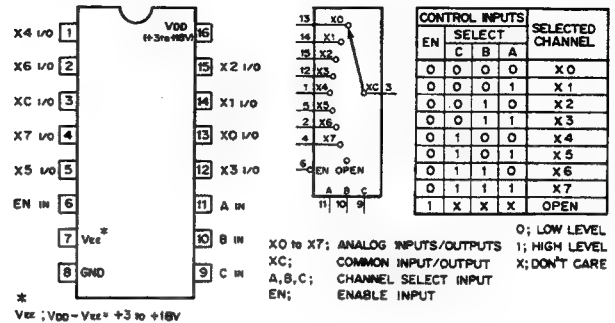 VDD
(+3to+18V)
X4 I/O 1
16
X6 I/O 2
15 X2 I/O
XC I/O 3
14 X1 I/O
X7 I/O 4
13 X0 I/O
X5 I/O 5
12 X3 I/O
EN IN 6
11 A IN
7 VEE*
10 B IN
8 GND
9 C IN
*
VEE ; VDD - VEE = +3 to +18V
13 X0
14 X1
15 X2
12 X3
1 X4
XC 3
5 X5
2 X6
4 X7
6 EN OPEN
A B C
11 10 9
CONTROL INPUTS SELECTED CHANNEL
EN SELECT
C B A
0 0 0 0 X0
0 0 0 1 X1
0 0 1 0 X2
0 0 1 1 X3
0 1 0 0 X4
0 1 0 1 X5
0 1 1 0 X6
0 1 1 1 X7
1 X X X OPEN
X0 to X7; ANALOG INPUTS/OUTPUTS
XC; COMMON INPUT/OUTPUT
A,B,C; CHANNEL SELECT INPUT
EN; ENABLE INPUT
0; LOW LEVEL
1; HIGH LEVEL
X; DON'T CARE